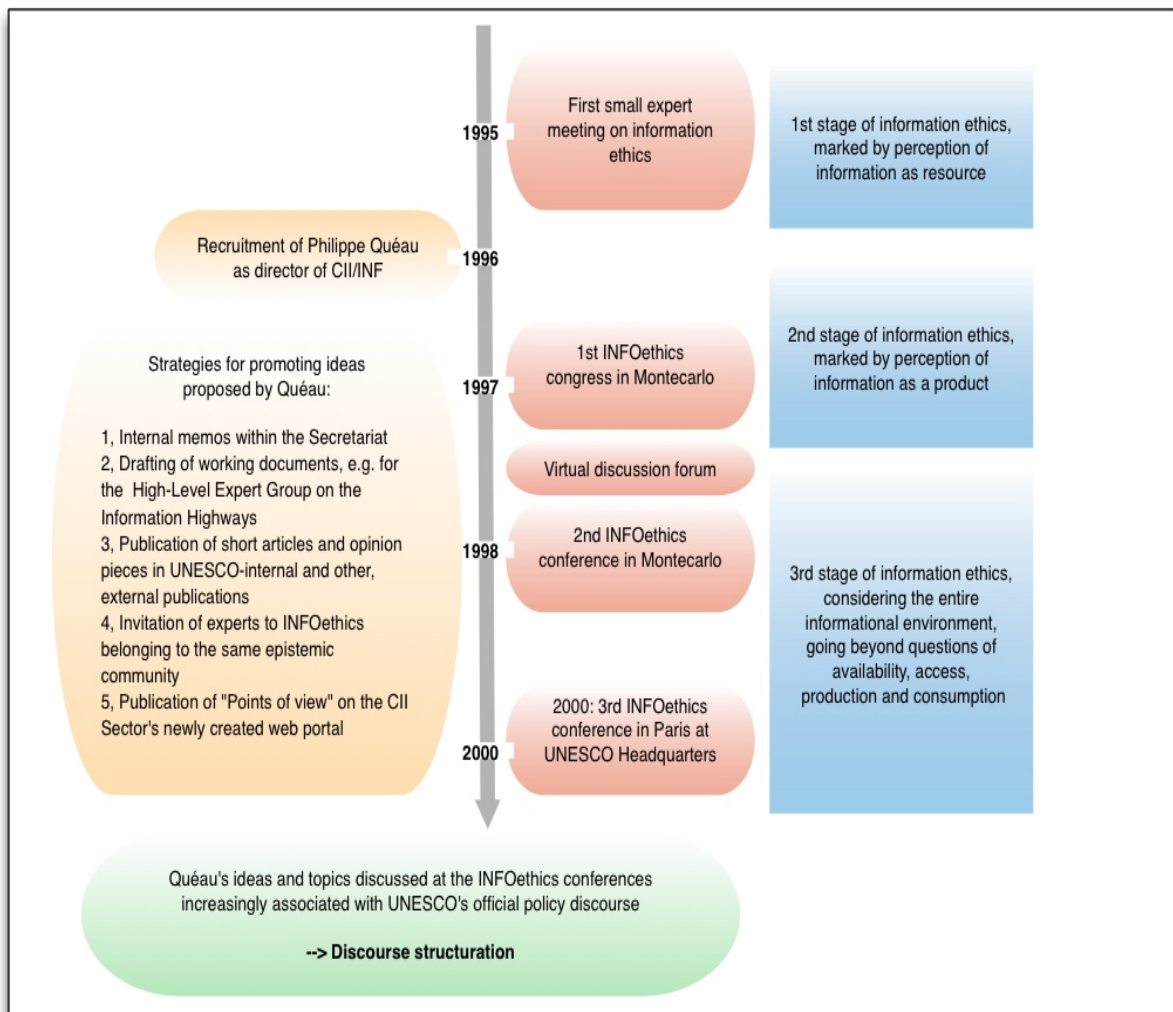 1995
First small expert
meeting on information
ethics
1st stage of information ethics,
marked by perception of
information as resource
Recruitment of Philippe Quéau
as director of CII/INF
1996
Strategies for promoting ideas
proposed by Quéau:
1, Internal memos within the Secretariat
2, Drafting of working documents, e.g. for
the High-Level Expert Group on the
Information Highways
3, Publication of short articles and opinion
pieces in UNESCO-internal and other,
external publications
4, Invitation of experts to INFOethics
belonging to the same epistemic
community
5, Publication of "Points of view" on the CII
Sector's newly created web portal
1997
1st INFOethics
congress in Montecarlo
2nd stage of information ethics,
marked by perception of
information as a product
Virtual discussion forum
1998
2nd INFOethics
conference in Montecarlo
3rd stage of information ethics,
considering the entire
informational environment,
going beyond questions of
availability, access,
production and consumption
2000
2000: 3rd INFOethics
conference in Paris at
UNESCO Headquarters
Quéau's ideas and topics discussed at the INFOethics conferences
increasingly associated with UNESCO's official policy discourse
--> Discourse structuration